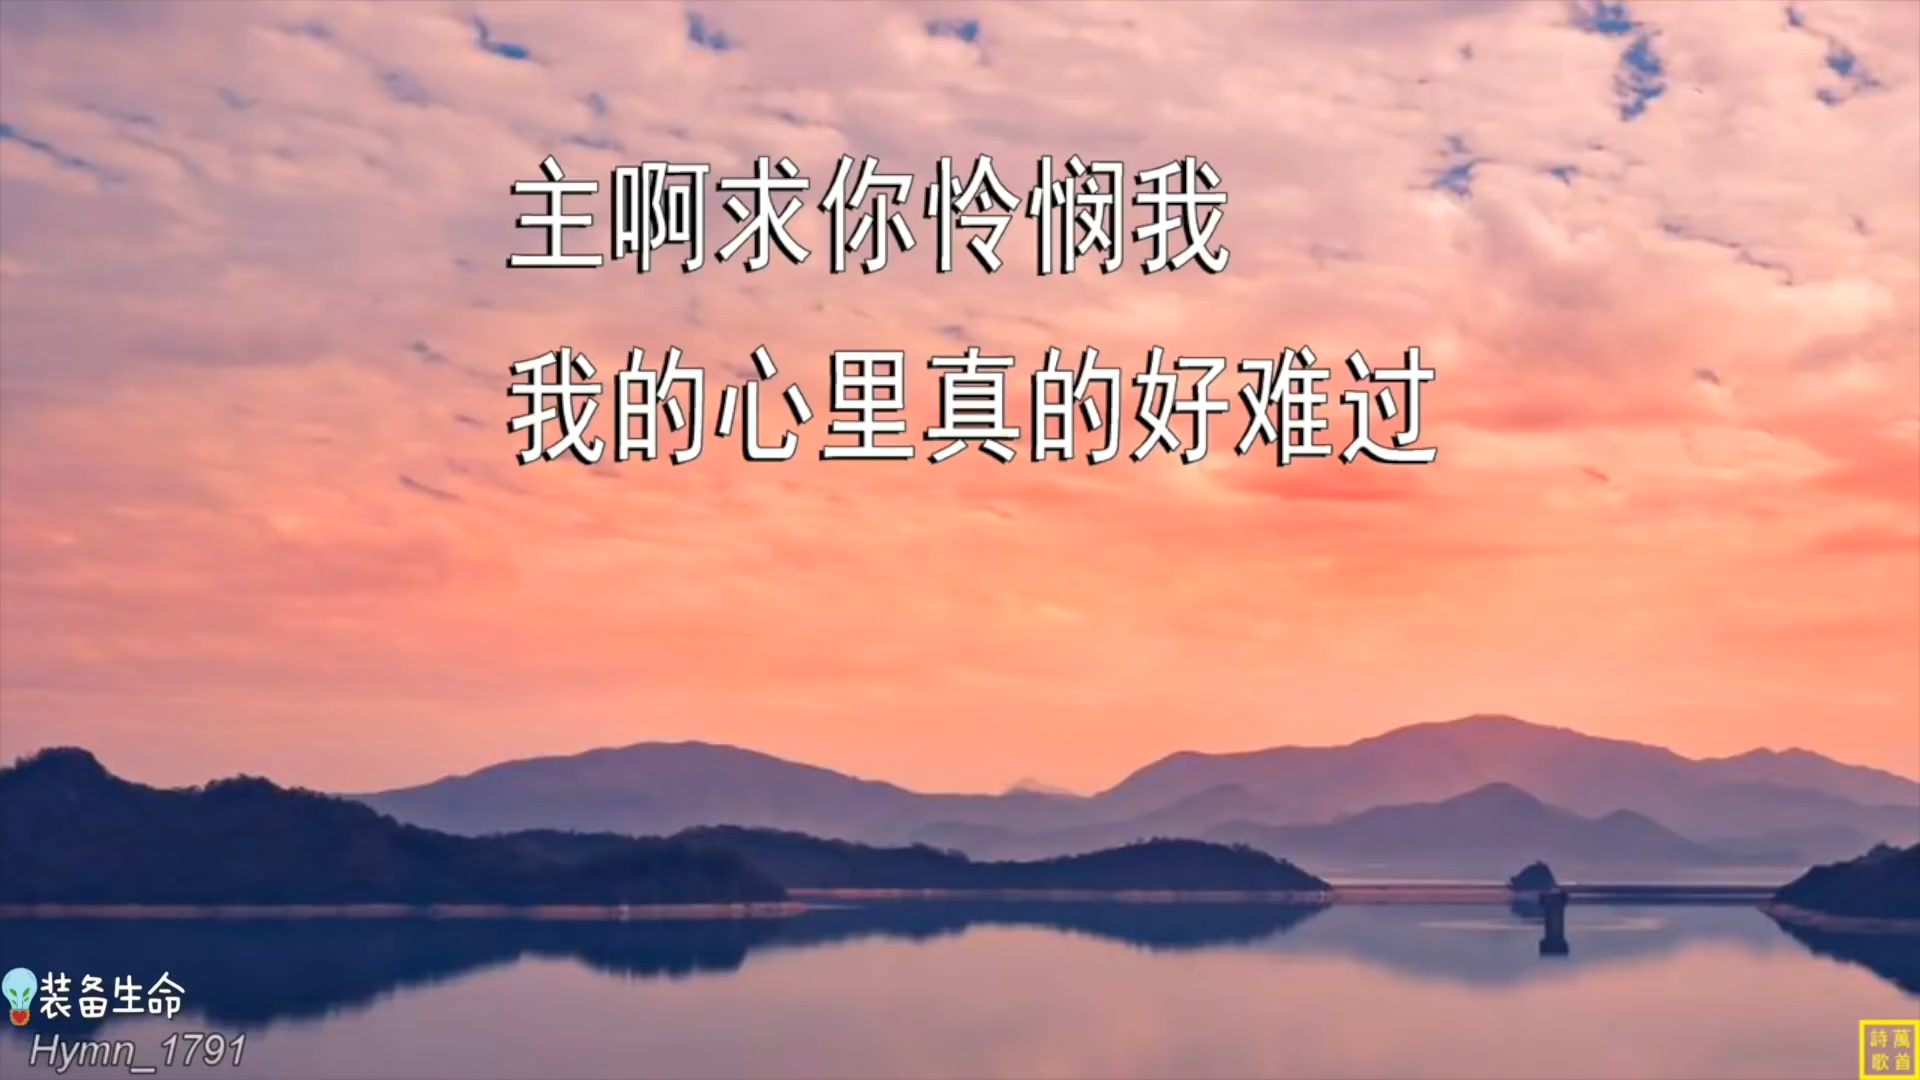 主啊求你怜悯我
我的心里真的好难过
装备生命
Hymn_1791
萬首
詩歌